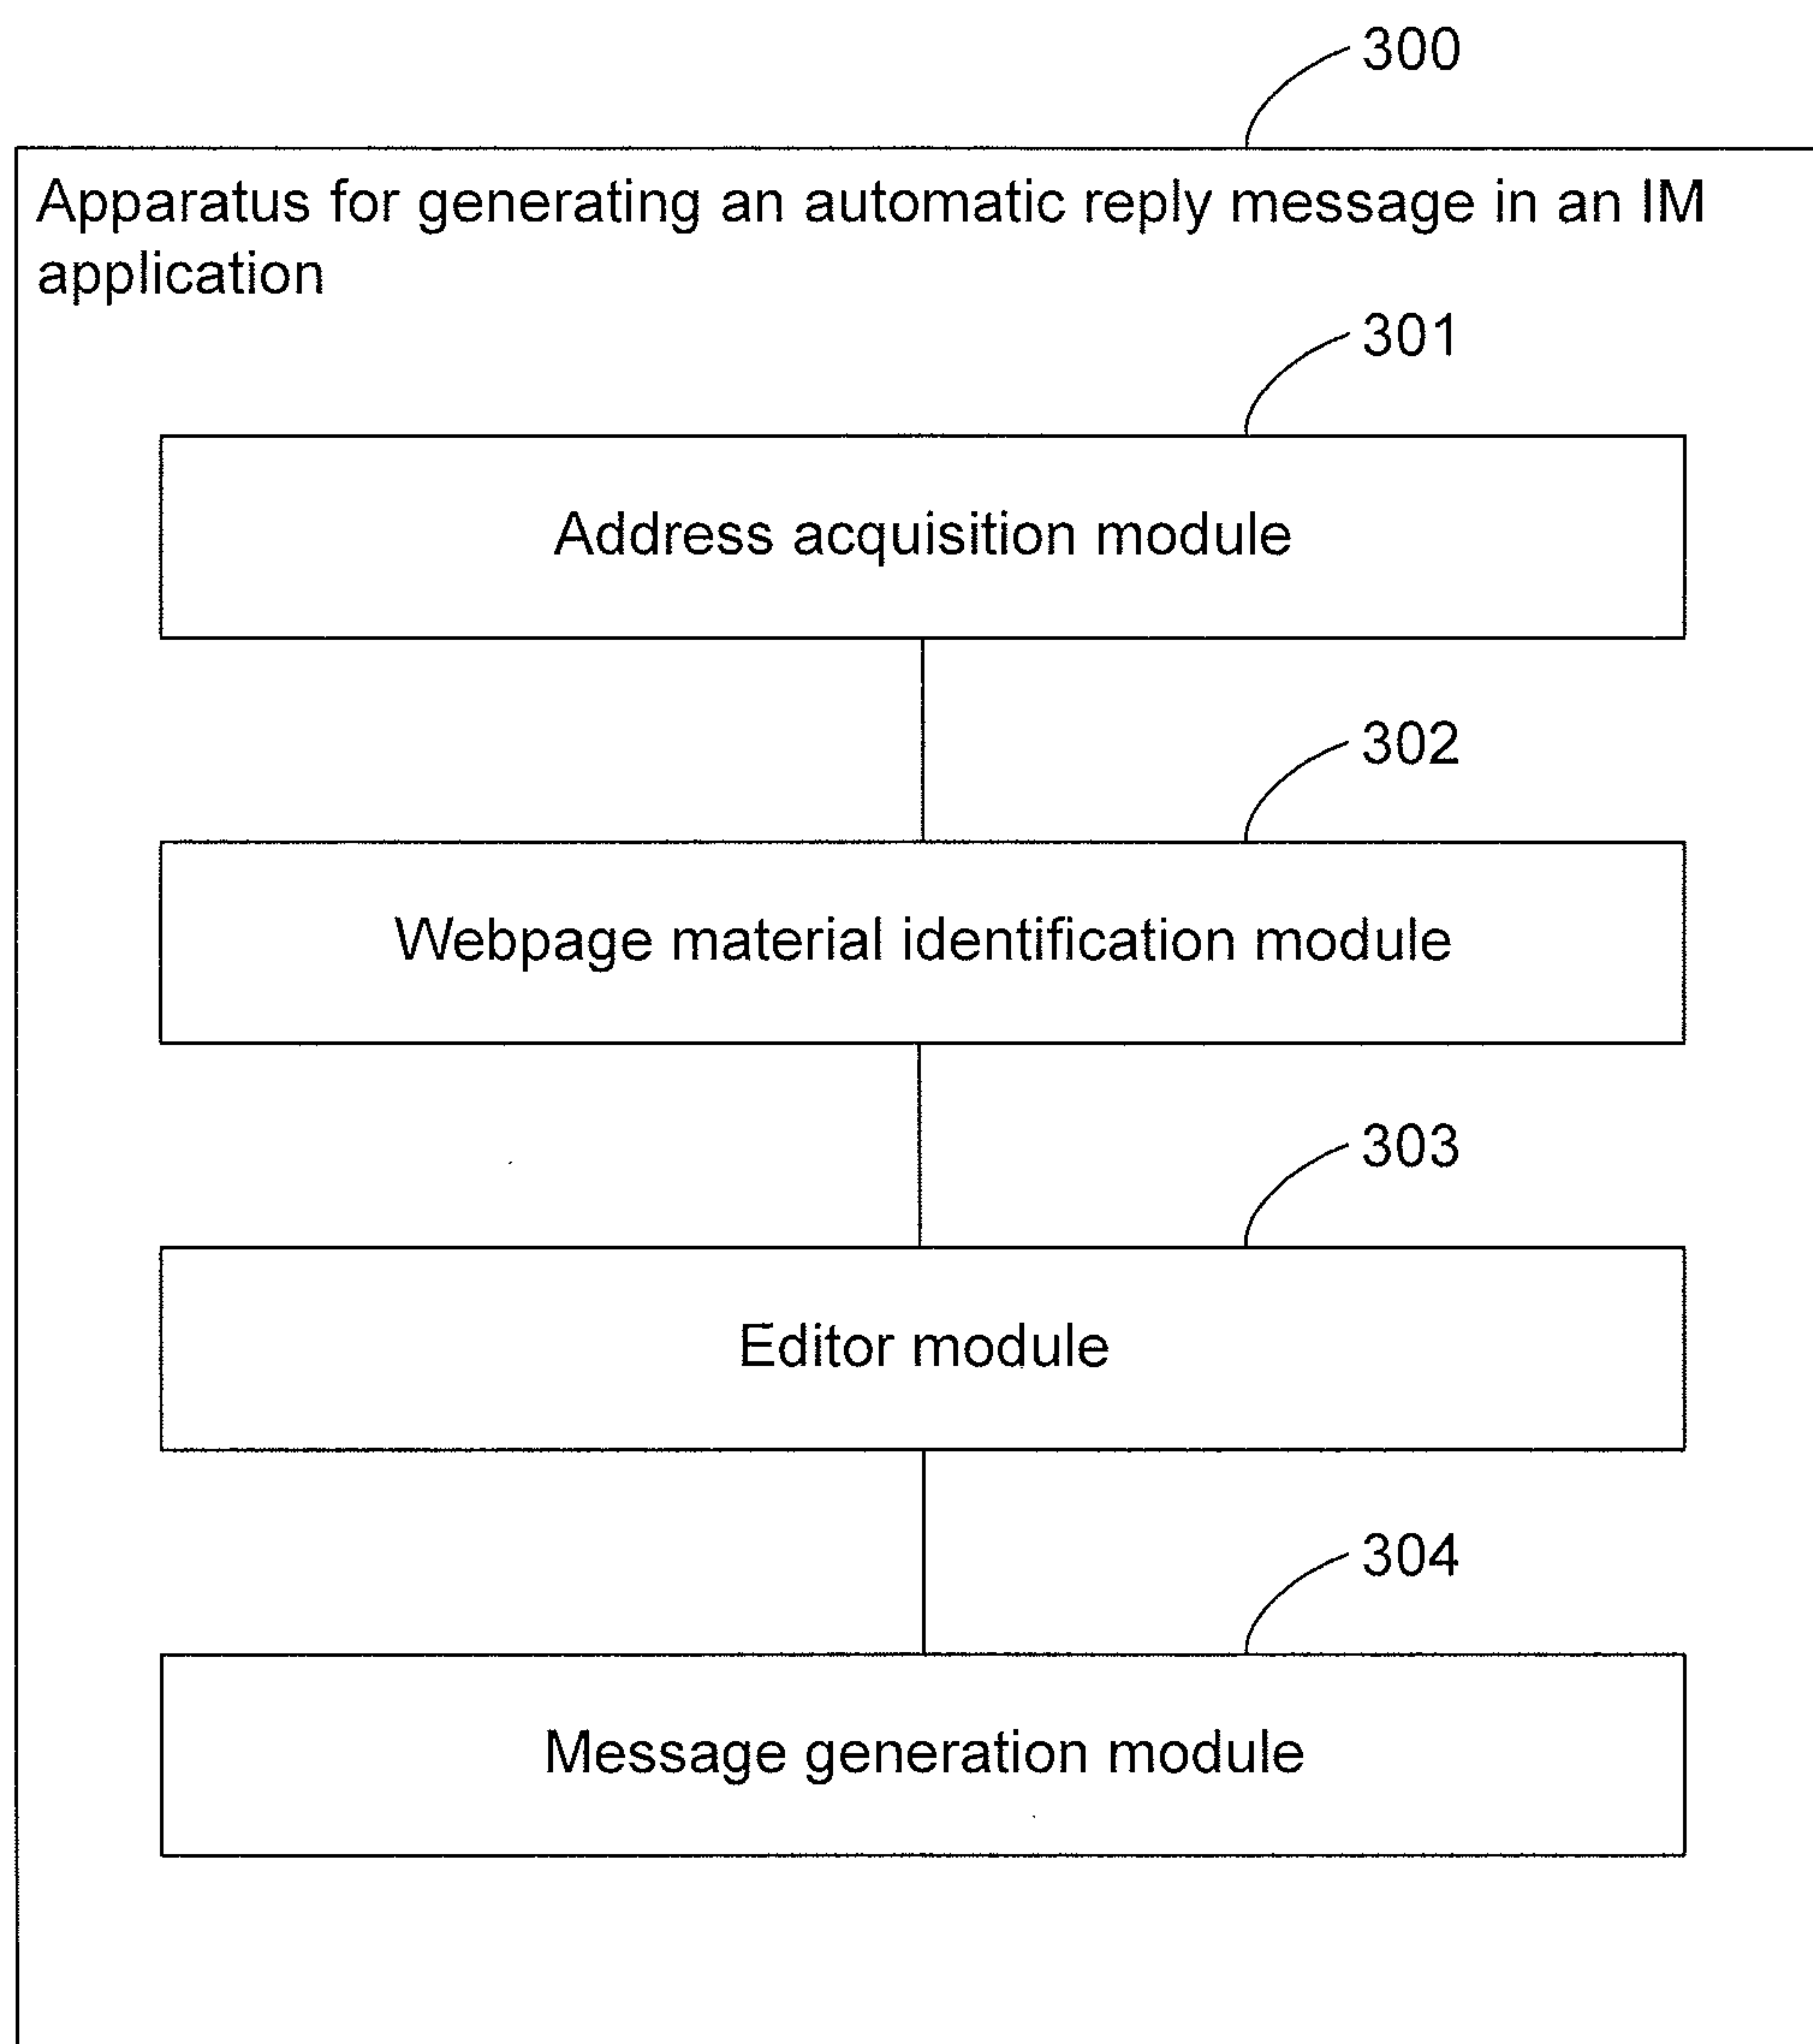 300
Apparatus for generating an automatic reply message in an IM
application
301
Address acquisition module
302
Webpage material identification module
303
Editor module
304
Message generation module